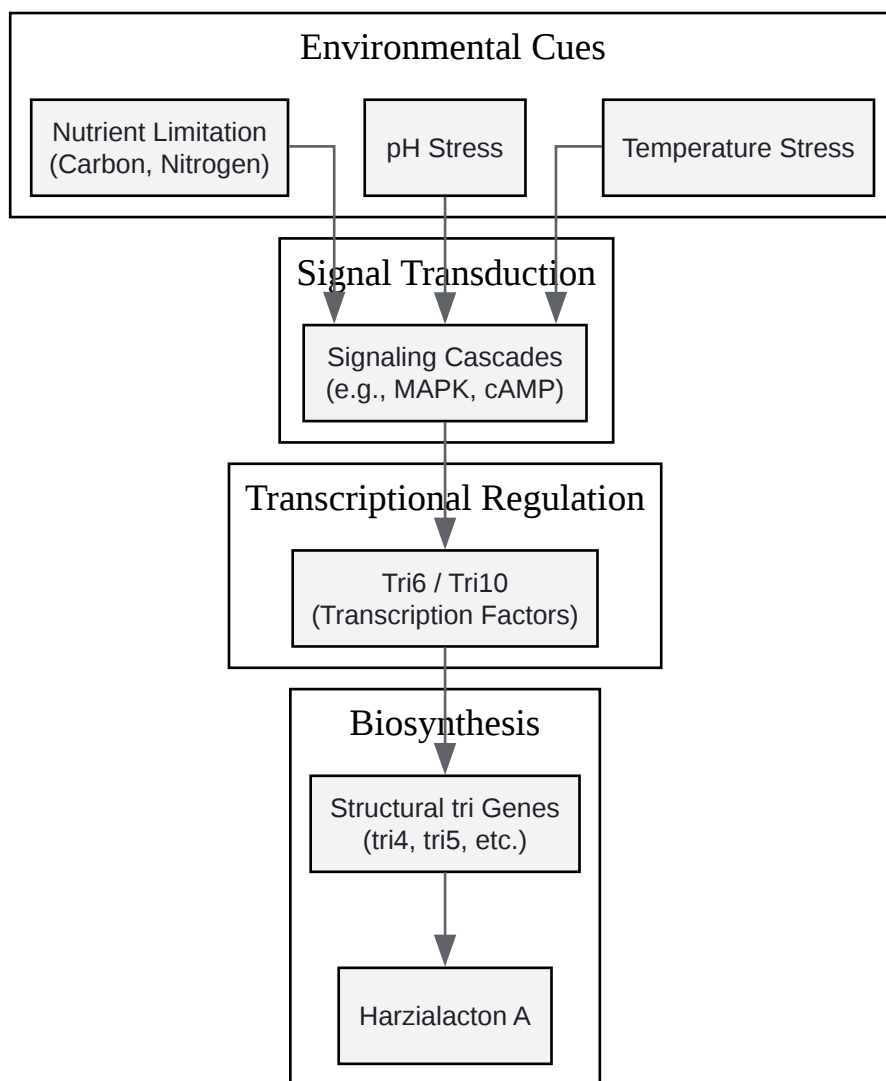 Environmental Cues
Nutrient Limitation
(Carbon, Nitrogen)
pH Stress
Temperature Stress
Signal Transduction
Signaling Cascades
(e.g., MAPK, cAMP)
Transcriptional Regulation
Tri6 / Tri10
(Transcription Factors)
Biosynthesis
Structural tri Genes
(tri4, tri5, etc.)
Harzialacton A